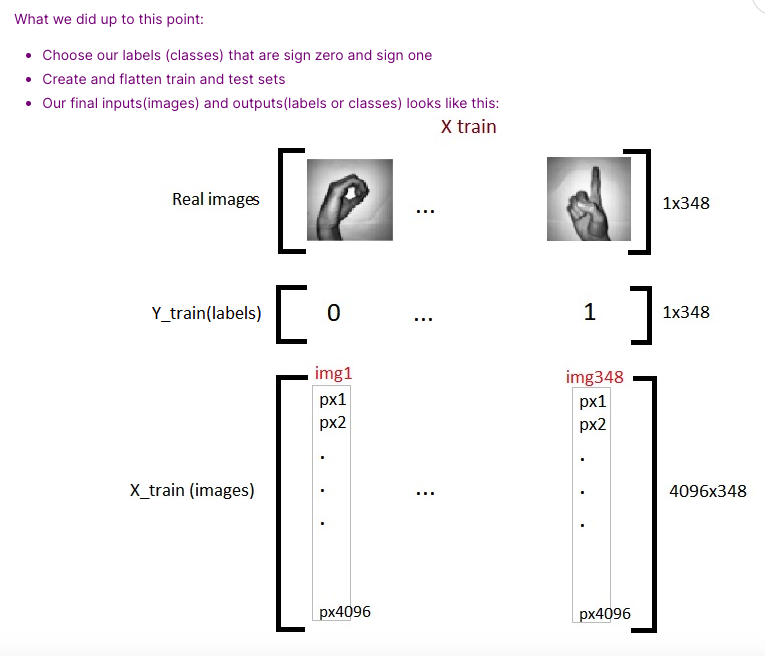 What we did up to this point:
• Choose our labels (classes) that are sign zero and sign one
• Create and flatten train and test sets
• Our final inputs(images) and outputs(labels or classes) looks like this:
X train
Real images ... 1x348
Y_train(labels) 0 ... 1 1x348
img1 img348
px1 px1
px2 px2
. .
X_train (images) . ... . 4096x348
. .
px4096 px4096